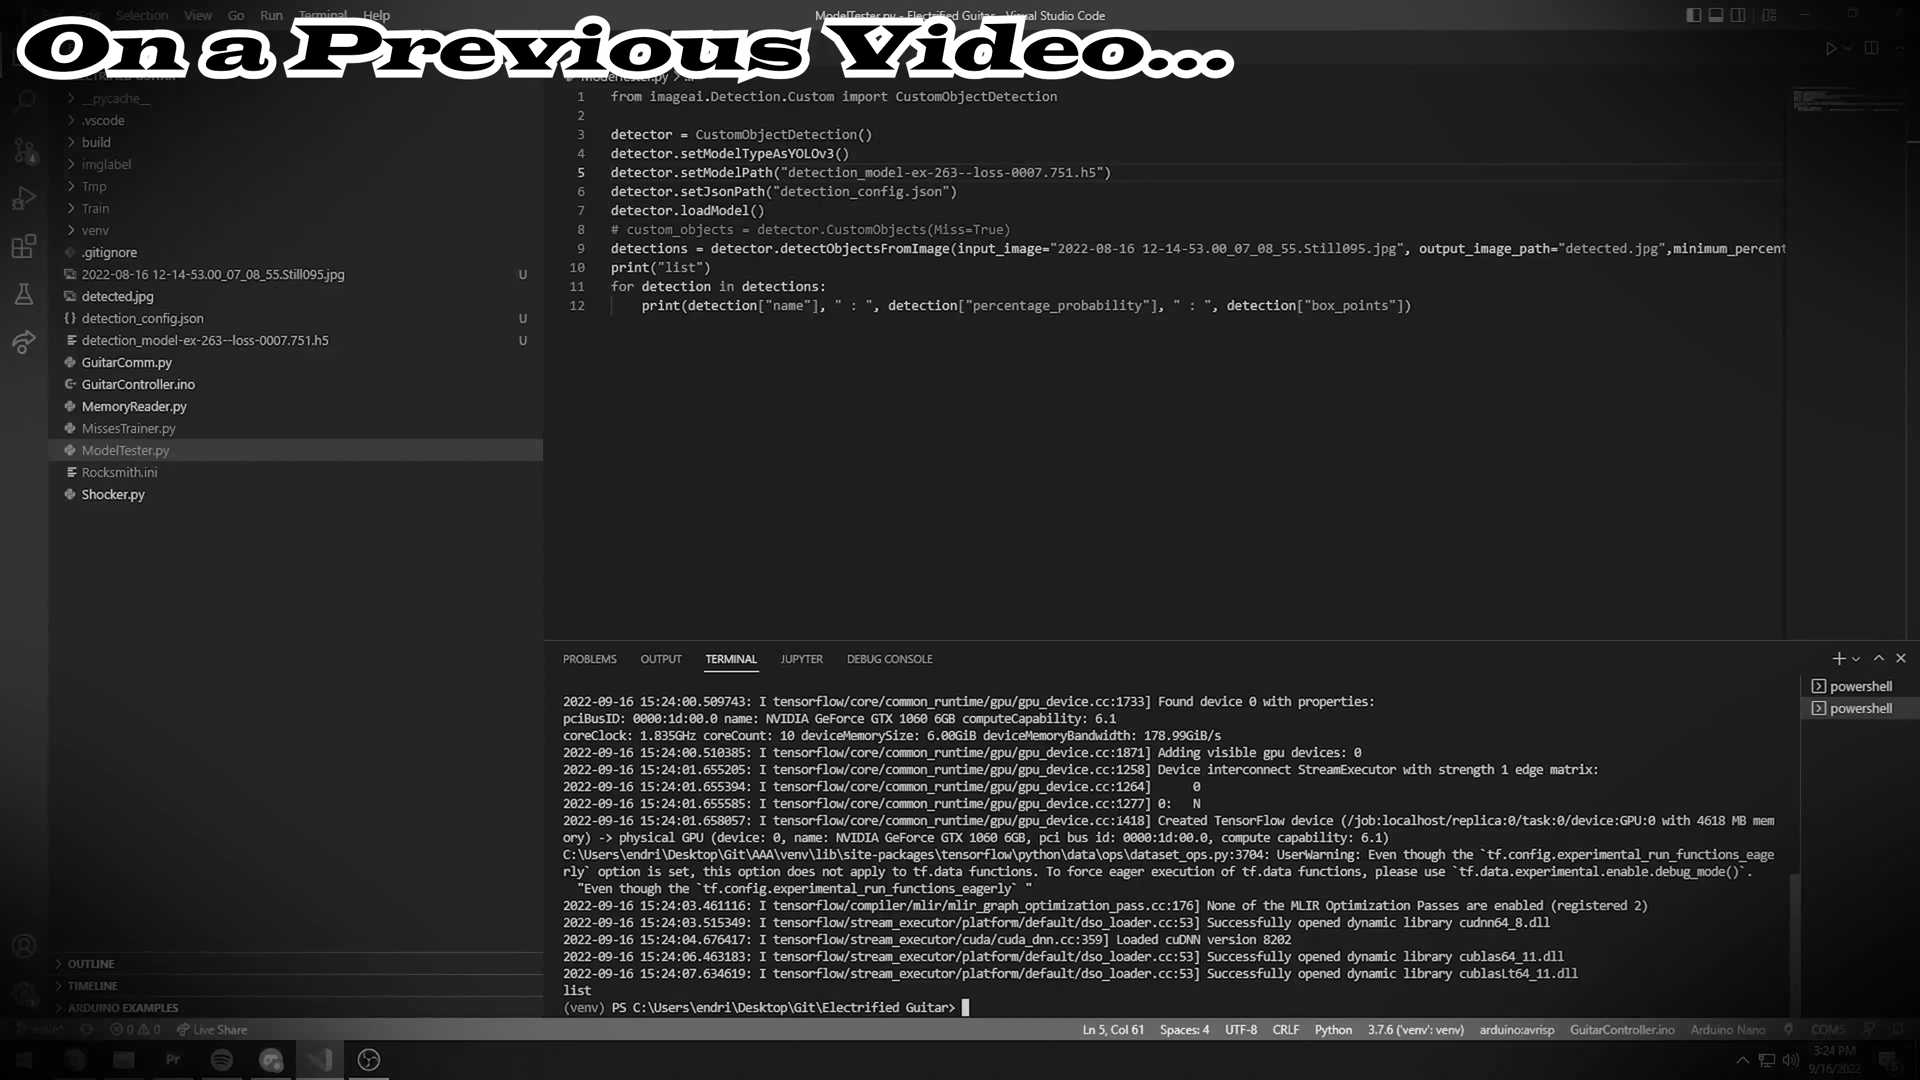 On a Previous Video...
Selection View Go Run Terminal Help
ModelTester.py - Electrified Guitar - Visual Studio Code
ModelTester.py >
__pycache__
.vscode
build
imglabel
Tmp
Train
venv
.gitignore
2022-08-16 12-14-53.00_07_08_55.Still095.jpg U
detected.jpg
detection_config.json U
detection_model-ex-263--loss-0007.751.h5 U
GuitarComm.py
GuitarController.ino
MemoryReader.py
MissesTrainer.py
ModelTester.py
Rocksmith.ini
Shocker.py
OUTLINE
TIMELINE
ARDUINO EXAMPLES
1 from imageai.Detection.Custom import CustomObjectDetection
2
3 detector = CustomObjectDetection()
4 detector.setModelTypeAsYOLOv3()
5 detector.setModelPath("detection_model-ex-263--loss-0007.751.h5")
6 detector.setJsonPath("detection_config.json")
7 detector.loadModel()
8 # custom_objects = detector.CustomObjects(Miss=True)
9 detections = detector.detectObjectsFromImage(input_image="2022-08-16 12-14-53.00_07_08_55.Still095.jpg", output_image_path="detected.jpg",minimum_percent
10 print("list")
11 for detection in detections:
12 print(detection["name"], " : ", detection["percentage_probability"], " : ", detection["box_points"])
PROBLEMS OUTPUT TERMINAL JUPYTER DEBUG CONSOLE
powershell
powershell
2022-09-16 15:24:00.509743: I tensorflow/core/common_runtime/gpu/gpu_device.cc:1733] Found device 0 with properties:
pciBusID: 0000:1d:00.0 name: NVIDIA GeForce GTX 1060 6GB computeCapability: 6.1
coreClock: 1.835GHz coreCount: 10 deviceMemorySize: 6.00GiB deviceMemoryBandwidth: 178.99GiB/s
2022-09-16 15:24:00.510385: I tensorflow/core/common_runtime/gpu/gpu_device.cc:1871] Adding visible gpu devices: 0
2022-09-16 15:24:01.655205: I tensorflow/core/common_runtime/gpu/gpu_device.cc:1258] Device interconnect StreamExecutor with strength 1 edge matrix:
2022-09-16 15:24:01.655394: I tensorflow/core/common_runtime/gpu/gpu_device.cc:1264] 0
2022-09-16 15:24:01.655585: I tensorflow/core/common_runtime/gpu/gpu_device.cc:1277] 0: N
2022-09-16 15:24:01.658057: I tensorflow/core/common_runtime/gpu/gpu_device.cc:1418] Created TensorFlow device (/job:localhost/replica:0/task:0/device:GPU:0 with 4618 MB mem
ory) -> physical GPU (device: 0, name: NVIDIA GeForce GTX 1060 6GB, pci bus id: 0000:1d:00.0, compute capability: 6.1)
C:\Users\endri\Desktop\Git\AAA\venv\lib\site-packages\tensorflow\python\data\ops\dataset_ops.py:3704: UserWarning: Even though the `tf.config.experimental_run_functions_eage
rly` option is set, this option does not apply to tf.data functions. To force eager execution of tf.data functions, please use `tf.data.experimental.enable.debug_mode()`.
"Even though the `tf.config.experimental_run_functions_eagerly` "
2022-09-16 15:24:03.461116: I tensorflow/compiler/mlir/mlir_graph_optimization_pass.cc:176] None of the MLIR Optimization Passes are enabled (registered 2)
2022-09-16 15:24:03.515349: I tensorflow/stream_executor/platform/default/dso_loader.cc:53] Successfully opened dynamic library cudnn64_8.dll
2022-09-16 15:24:04.676417: I tensorflow/stream_executor/cuda/cuda_dnn.cc:359] Loaded cuDNN version 8202
2022-09-16 15:24:06.463183: I tensorflow/stream_executor/platform/default/dso_loader.cc:53] Successfully opened dynamic library cublas64_11.dll
2022-09-16 15:24:07.634619: I tensorflow/stream_executor/platform/default/dso_loader.cc:53] Successfully opened dynamic library cublasLt64_11.dll
list
(venv) PS C:\Users\endri\Desktop\Git\Electrified Guitar>
0 0 Live Share Ln 5, Col 61 Spaces: 4 UTF-8 CRLF Python 3.7.6 ('venv': venv) arduino:avrisp GuitarController.ino Arduino Nano COM5
Pr
3:24 PM
9/16/2022